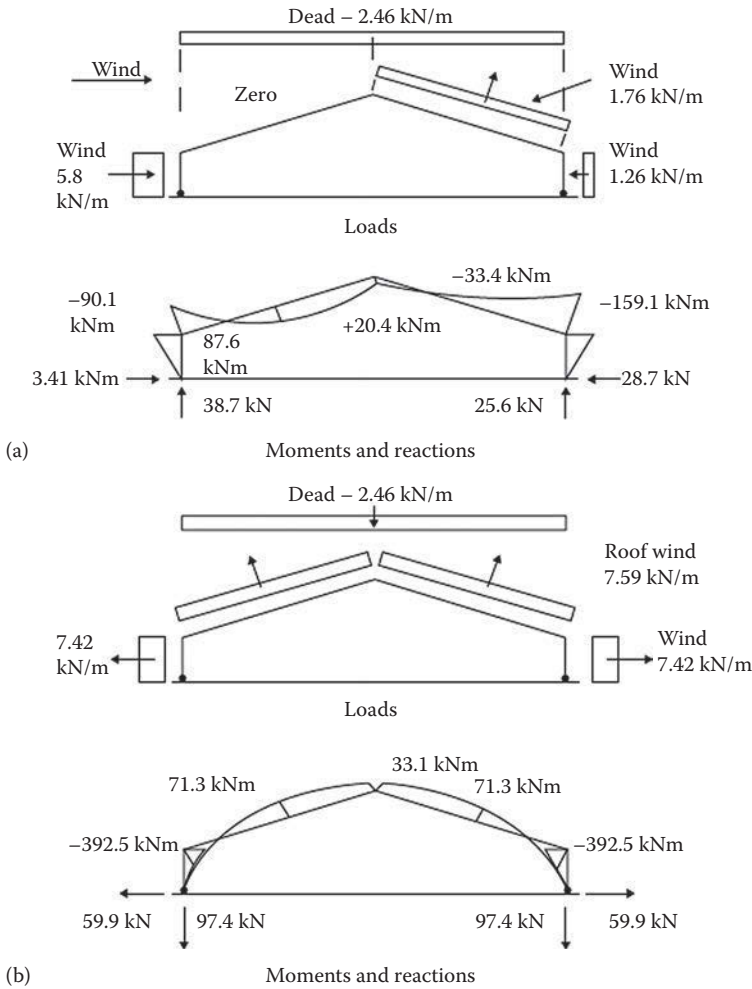 Dead – 2.46 kN/m
Wind
Zero
Wind
1.76 kN/m
Wind
5.8
kN/m
Wind
1.26 kN/m
Loads
–33.4 kNm
–90.1
kNm
–159.1 kNm
+20.4 kNm
87.6
kNm
3.41 kNm
28.7 kN
38.7 kN
25.6 kN
(a)
Moments and reactions
Dead – 2.46 kN/m
Roof wind
7.59 kN/m
7.42
kN/m
Wind
7.42 kN/m
Loads
33.1 kNm
71.3 kNm
71.3 kNm
–392.5 kNm
–392.5 kNm
59.9 kN
97.4 kN
97.4 kN
59.9 kN
(b)
Moments and reactions